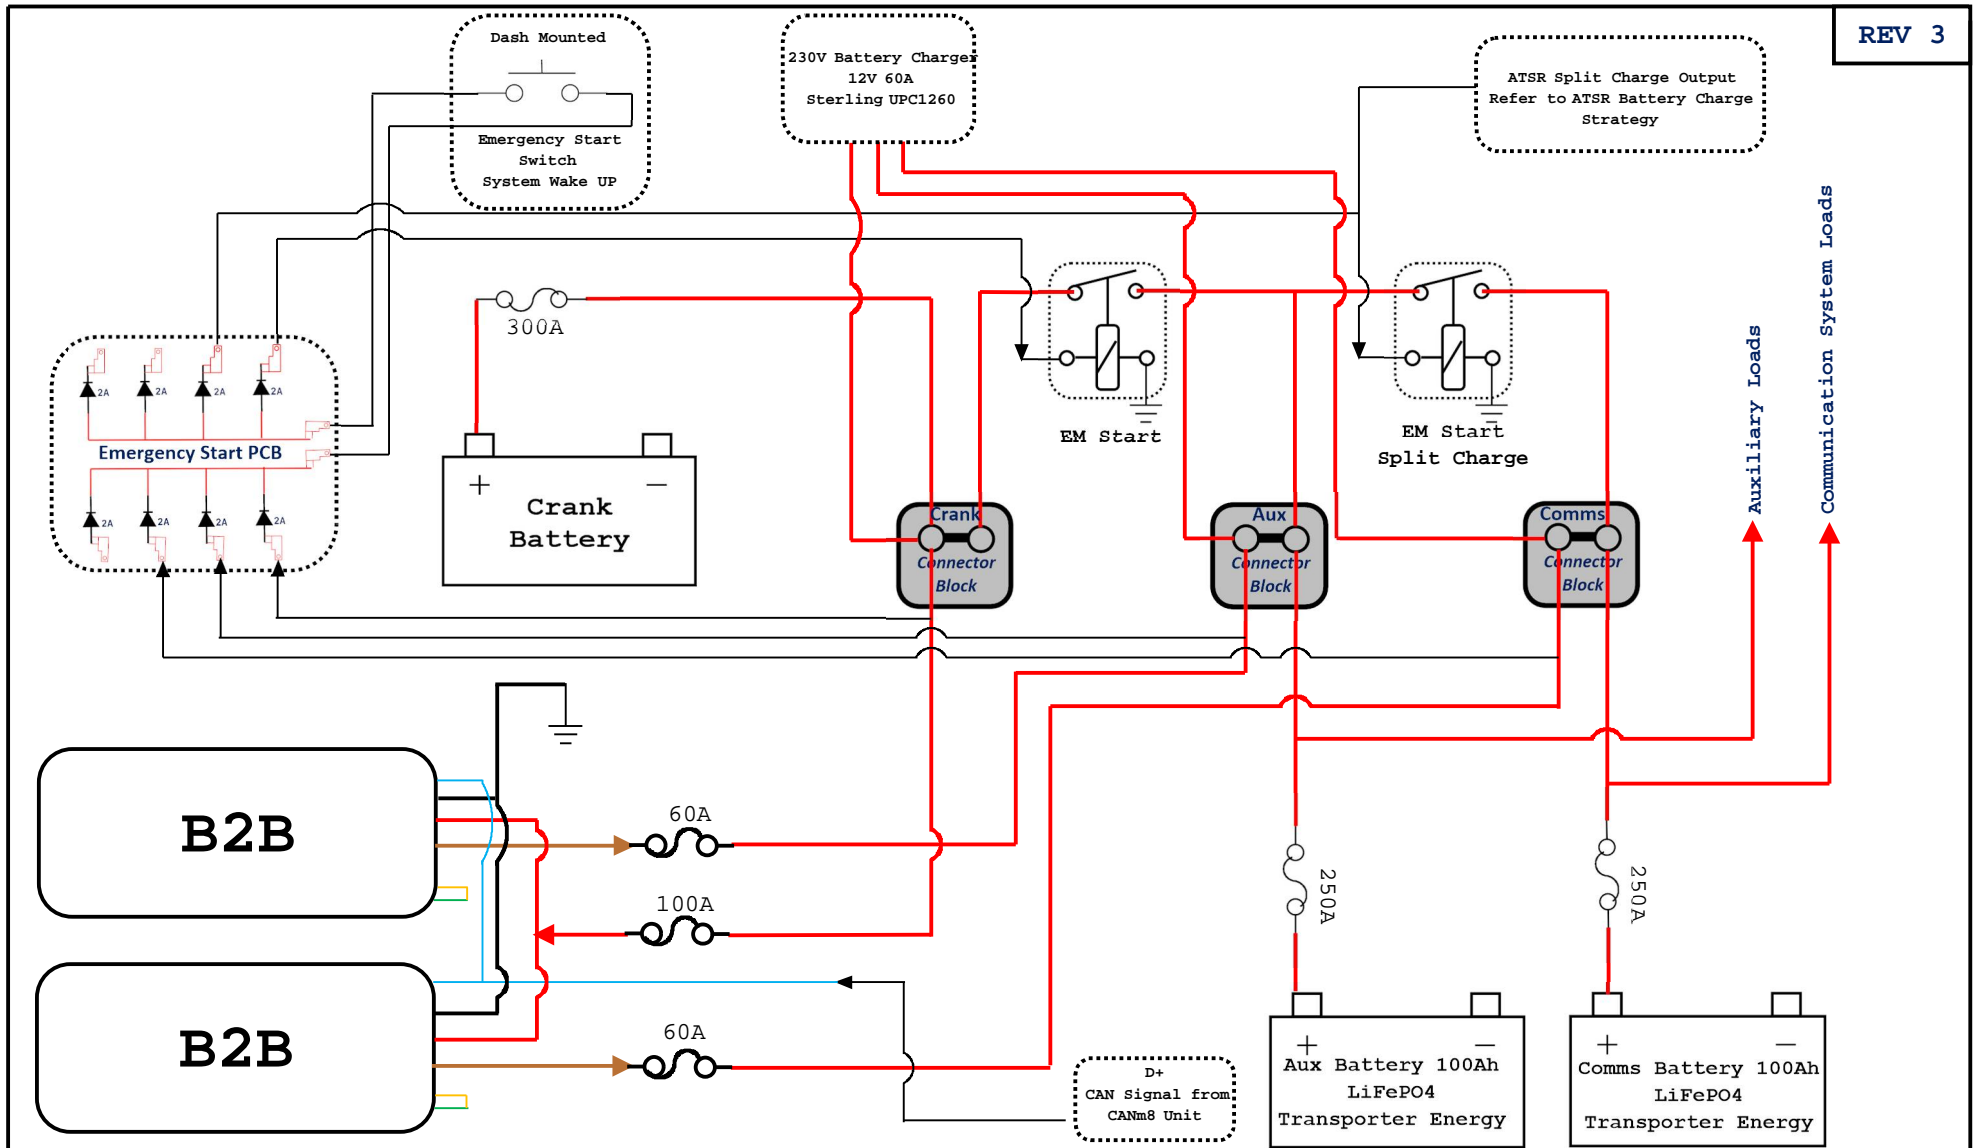 REV 3
Dash Mounted
Emergency Start
Switch
System Wake UP
230V Battery Charger
12V 60A
Sterling UPC1260
ATSR Split Charge Output
Refer to ATSR Battery Charge
Strategy
Auxiliary Loads
Communication System Loads
300A
2A
2A
2A
2A
Emergency Start PCB
2A
2A
2A
2A
+
−
Crank
Battery
EM Start
EM Start
Split Charge
Crank
Connector
Block
Aux
Connector
Block
Comms
Connector
Block
B2B
60A
100A
B2B
60A
250A
250A
D+
CAN Signal from
CANm8 Unit
+
−
Aux Battery 100Ah
LiFePO4
Transporter Energy
+
−
Comms Battery 100Ah
LiFePO4
Transporter Energy